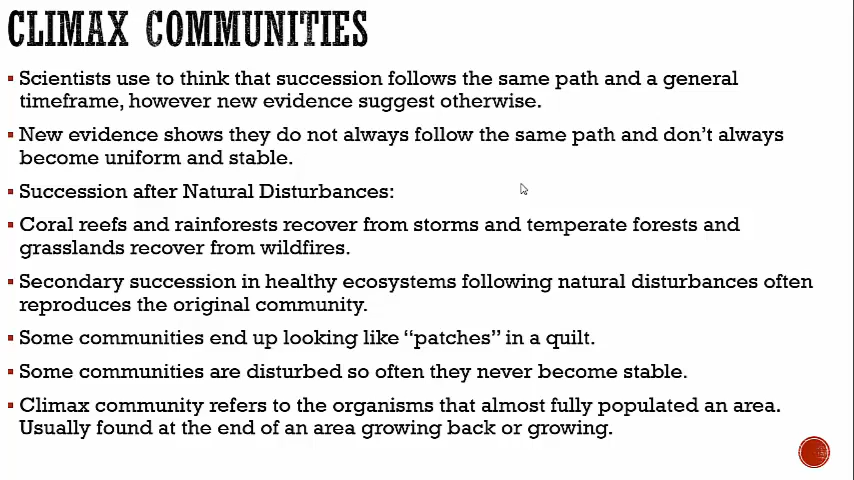 CLIMAX COMMUNITIES
Scientists use to think that succession follows the same path and a general
timeframe, however new evidence suggest otherwise.
New evidence shows they do not always follow the same path and don't always
become uniform and stable.
Succession after Natural Disturbances:
Coral reefs and rainforests recover from storms and temperate forests and
grasslands recover from wildfires.
Secondary succession in healthy ecosystems following natural disturbances often
reproduces the original community.
Some communities end up looking like “patches” in a quilt.
Some communities are disturbed so often they never become stable.
Climax community refers to the organisms that almost fully populated an area.
Usually found at the end of an area growing back or growing.